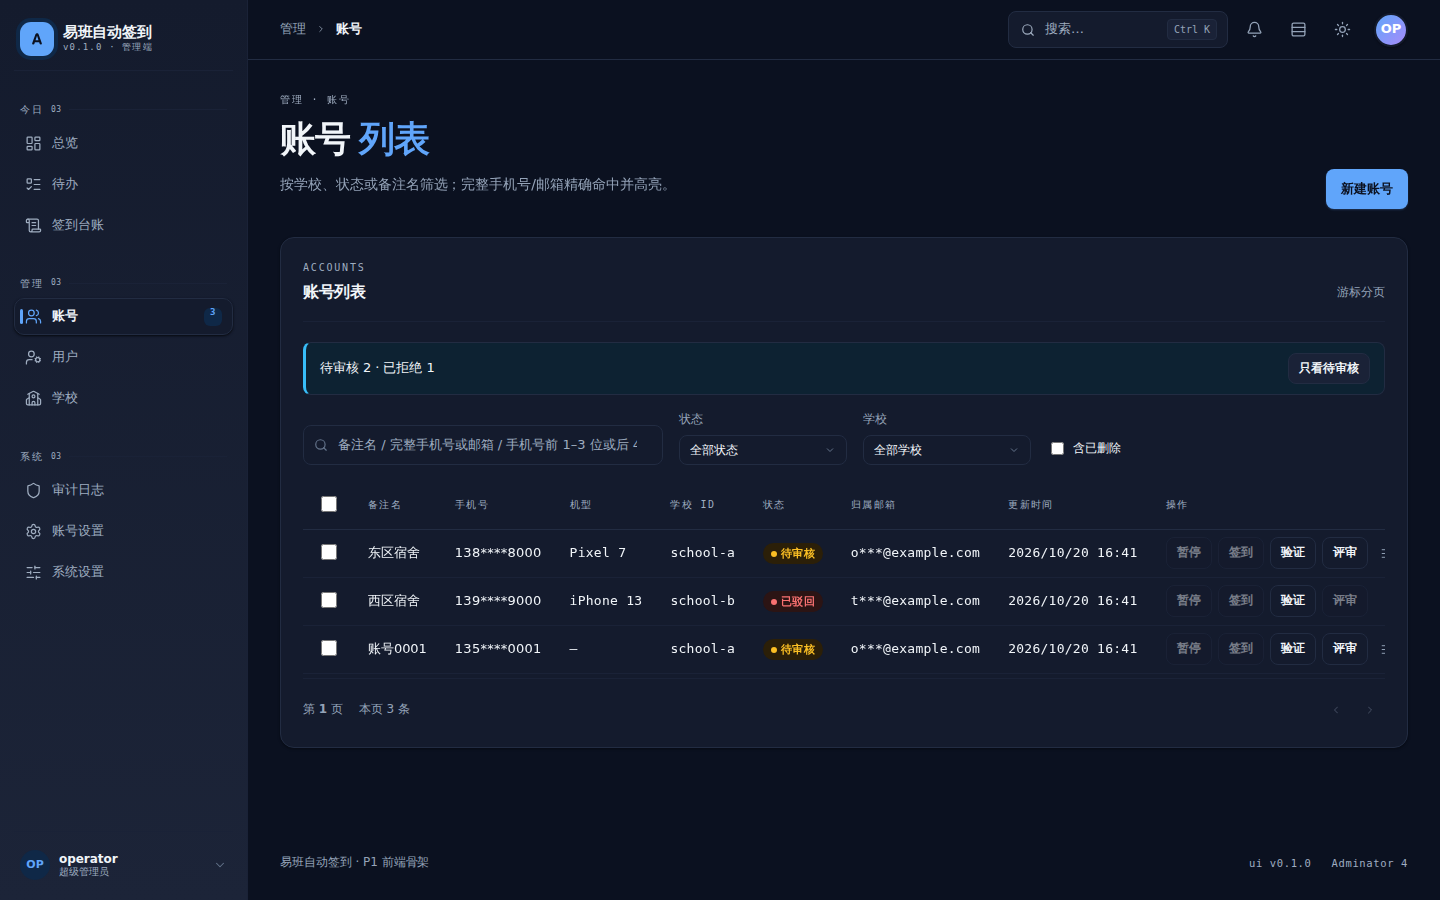 A 易班自动签到
v0.1.0 · 管理端
今日 03
总览
待办
签到台账
管理 03
账号 3
用户
学校
系统 03
审计日志
账号设置
系统设置
OP operator
超级管理员
管理 › 账号 搜索… Ctrl K OP
管理 · 账号
账号 列表
按学校、状态或备注名筛选；完整手机号/邮箱精确命中并高亮。
新建账号
ACCOUNTS
账号列表 游标分页
待审核 2 · 已拒绝 1 只看待审核
状态 学校
备注名 / 完整手机号或邮箱 / 手机号前 1–3 位或后 4 全部状态 全部学校 含已删除
备注名 手机号 机型 学校 ID 状态 归属邮箱 更新时间 操作
东区宿舍 138****8000 Pixel 7 school-a 待审核 o***@example.com 2026/10/20 16:41 暂停 签到 验证 评审
西区宿舍 139****9000 iPhone 13 school-b 已驳回 t***@example.com 2026/10/20 16:41 暂停 签到 验证 评审
账号0001 135****0001 — school-a 待审核 o***@example.com 2026/10/20 16:41 暂停 签到 验证 评审
第 1 页 本页 3 条
易班自动签到 · P1 前端骨架 ui v0.1.0 Adminator 4